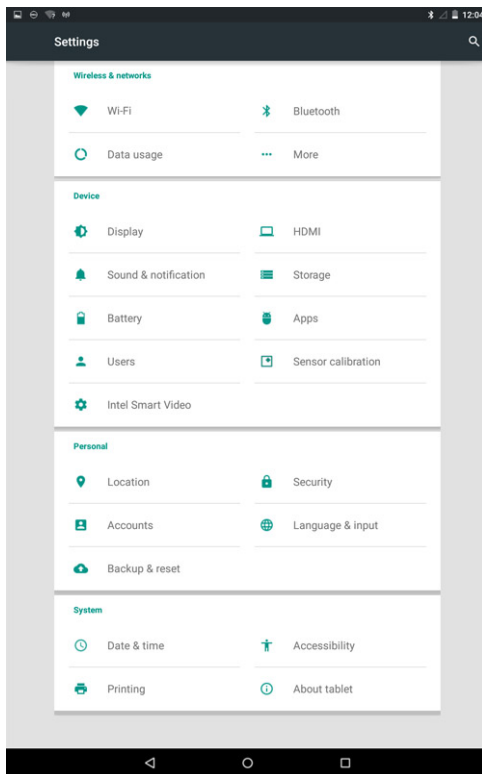 12:04
Settings
Wireless & networks
Wi-Fi
Bluetooth
Data usage
More
Device
Display
HDMI
Sound & notification
Storage
Battery
Apps
Users
Sensor calibration
Intel Smart Video
Personal
Location
Security
Accounts
Language & input
Backup & reset
System
Date & time
Accessibility
Printing
About tablet